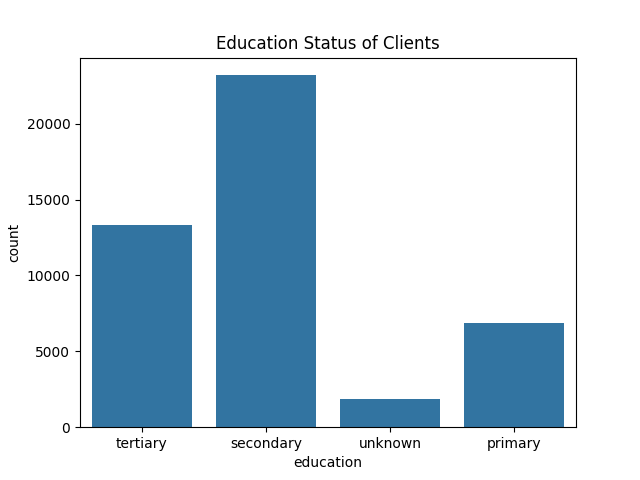 Education Status of Clients
count
20000
15000
10000
5000
0
tertiary secondary unknown primary
education